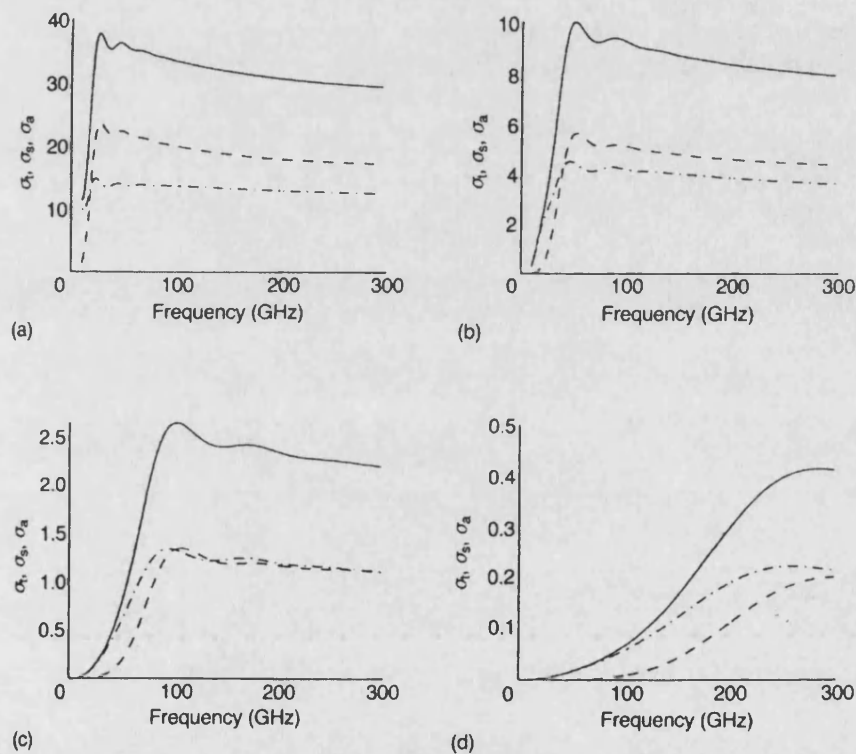 40
30
20
10
0
100
200
300
σt, σs, σa
Frequency (GHz)
(a)
10
8
6
4
2
0
100
200
300
σt, σs, σa
Frequency (GHz)
(b)
2.5
2.0
1.5
1.0
0.5
0
100
200
300
σt, σs, σa
Frequency (GHz)
(c)
0.5
0.4
0.3
0.2
0.1
0
100
200
300
σt, σs, σa
Frequency (GHz)
(d)